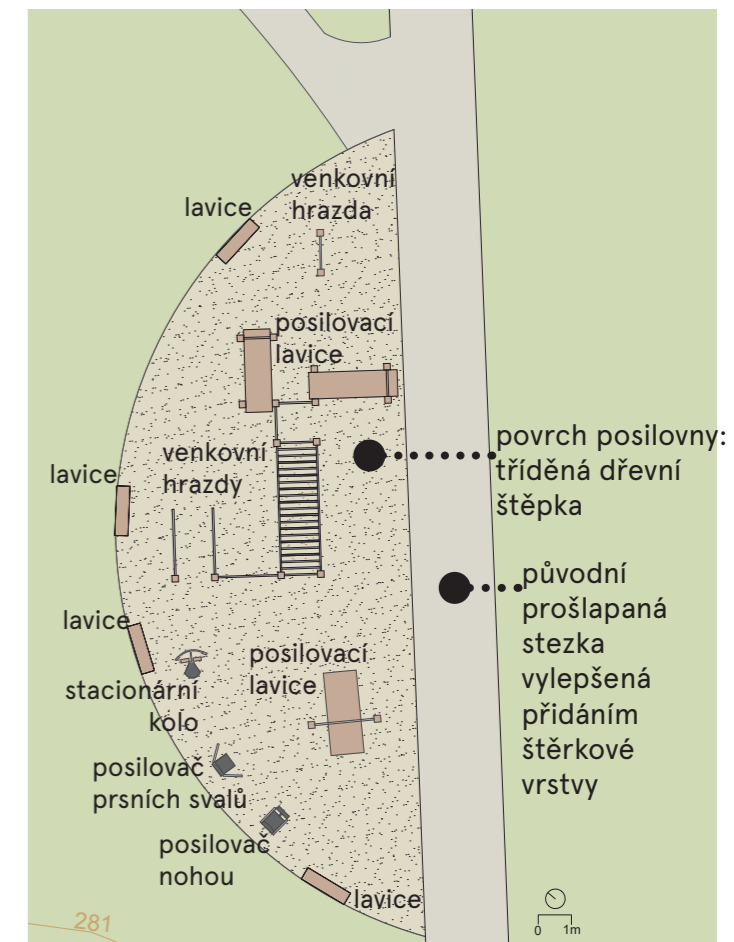 venkovní
hrazda
lavice
posilovací
lavice
povrch posilovny:
tříděná dřevní
štěpka
venkovní
hrazdy
lavice
původní
prošlapaná
stezka
vylepšená
přidáním
štěrkové
vrstvy
lavice
posilovací
lavice
stacionární
kolo
posilovač
prsních svalů
posilovač
nohou
lavice
281
0 1m